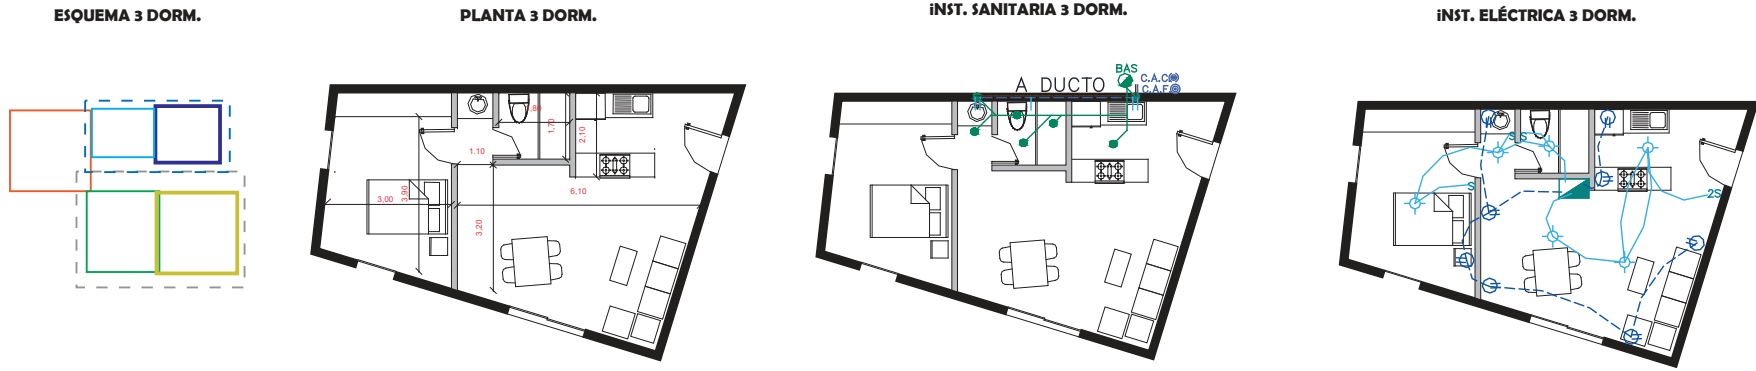 ESQUEMA 3 DORM.
PLANTA 3 DORM.
iNST. SANITARIA 3 DORM.
iNST. ELÉCTRICA 3 DORM.
1,80
1,70
2,10
1.10
6,10
3,00
3,90
3,20
A DUCTO
BAS
C.A.C
C.A.F
S
S
S
2S